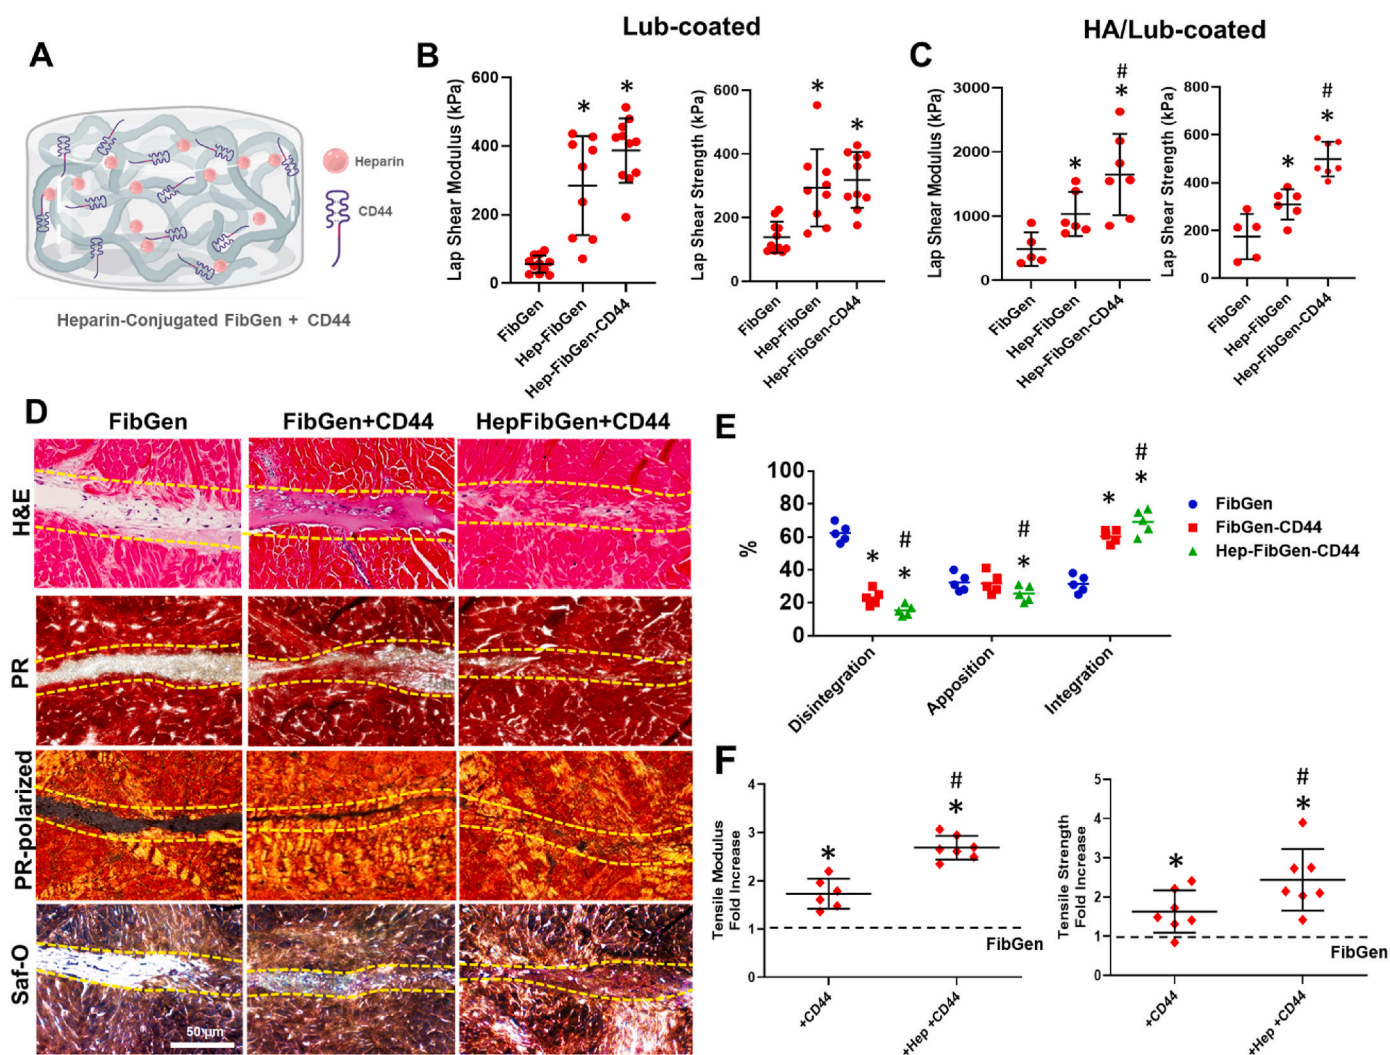 Lub-coated
HA/Lub-coated
A
Heparin
CD44
Heparin-Conjugated FibGen + CD44
B
Lap Shear Modulus (kPa)
600
400
200
0
FibGen
Hep-FibGen
Hep-FibGen-CD44
*
*
Lap Shear Strength (kPa)
600
400
200
0
FibGen
Hep-FibGen
Hep-FibGen-CD44
*
*
C
Lap Shear Modulus (kPa)
3000
2000
1000
0
FibGen
Hep-FibGen
Hep-FibGen-CD44
*
#
*
Lap Shear Strength (kPa)
800
600
400
200
0
FibGen
Hep-FibGen
Hep-FibGen-CD44
*
#
*
D
FibGen
FibGen+CD44
HepFibGen+CD44
H&E
PR
PR-polarized
Saf-O
50 µm
E
%
100
80
60
40
20
0
*
#
*
#
*
*
#
*
Disintegration
Apposition
Integration
FibGen
FibGen-CD44
Hep-FibGen-CD44
F
Tensile Modulus
Fold Increase
4
3
2
1
0
*
#
*
FibGen
+CD44
+Hep +CD44
Tensile Strength
Fold Increase
5
4
3
2
1
0
*
#
*
FibGen
+CD44
+Hep +CD44